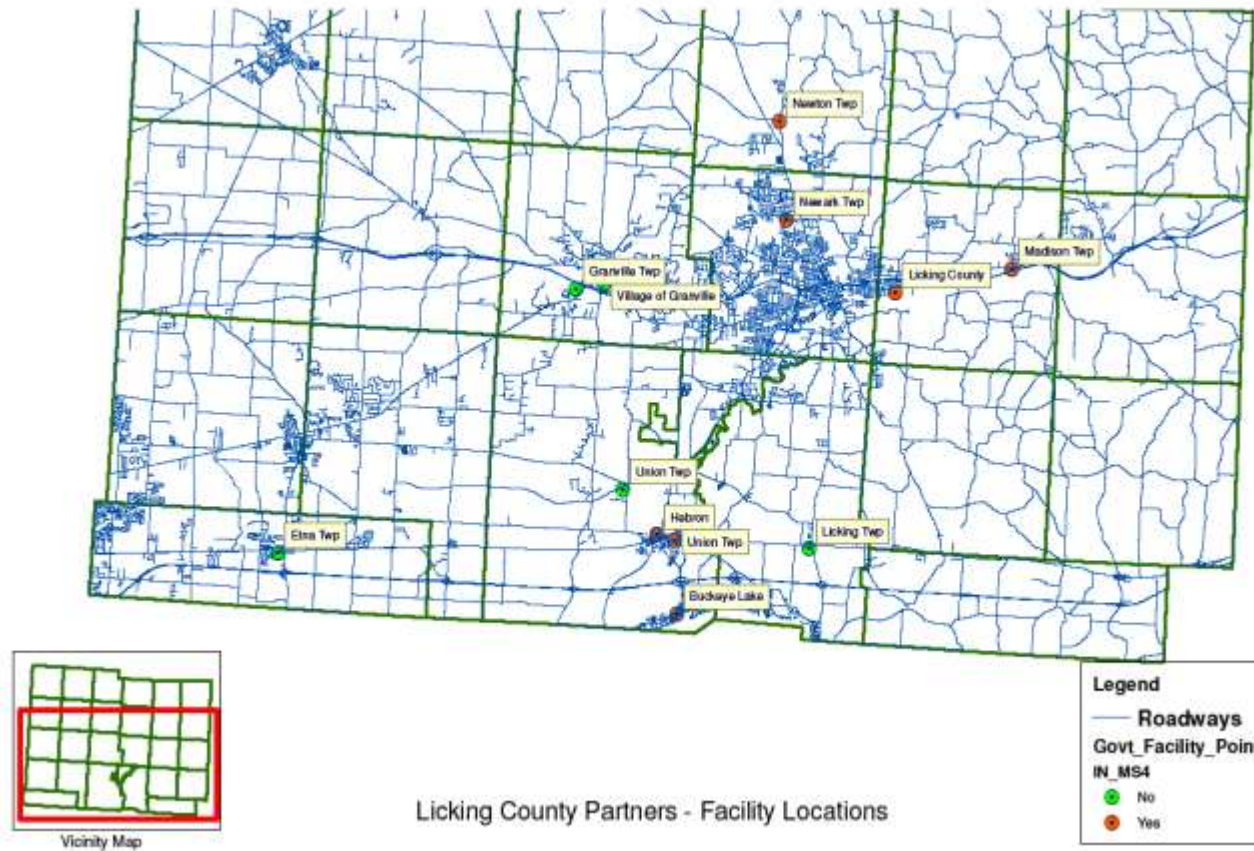 Newton Twp
Newark Twp
Madison Twp
Granville Twp
Licking County
Village of Granville
Union Twp
Hebron
Licking Twp
Etna Twp
Union Twp
Buckeye Lake
Legend
Roadways
Govt_Facility_Poin
IN_MS4
No
Yes
Licking County Partners - Facility Locations
Vicinity Map